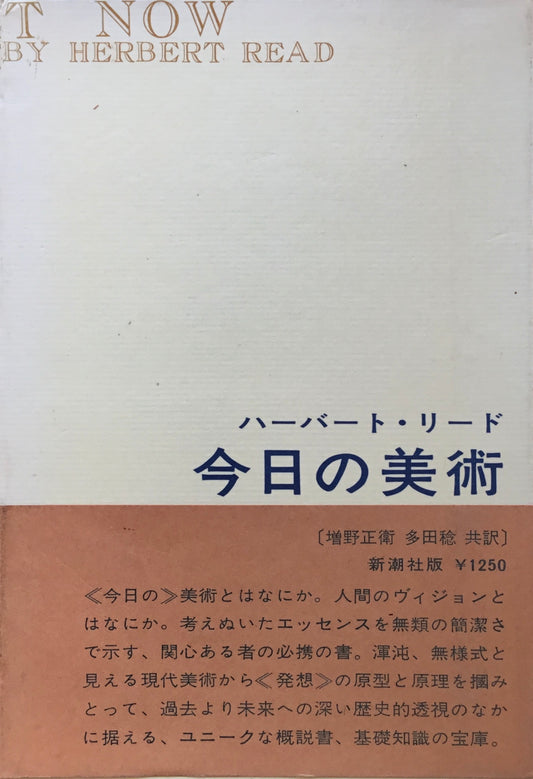 T NOW
BY HERBERT READ
ハーバート・リード
今日の美術
〔増野正衛 多田稔 共訳〕
新潮社版 ¥1250
≪今日の≫美術とはなにか。人間のヴィジョンと
はなにか。考えぬいたエッセンスを無類の簡潔さ
で示す、関心ある者の必携の書。渾沌、無様式と
見える現代美術から≪発想≫の原型と原理を摑み
とって、過去より未来への深い歴史的透視のなか
に据える、ユニークな概説書、基礎知識の宝庫。